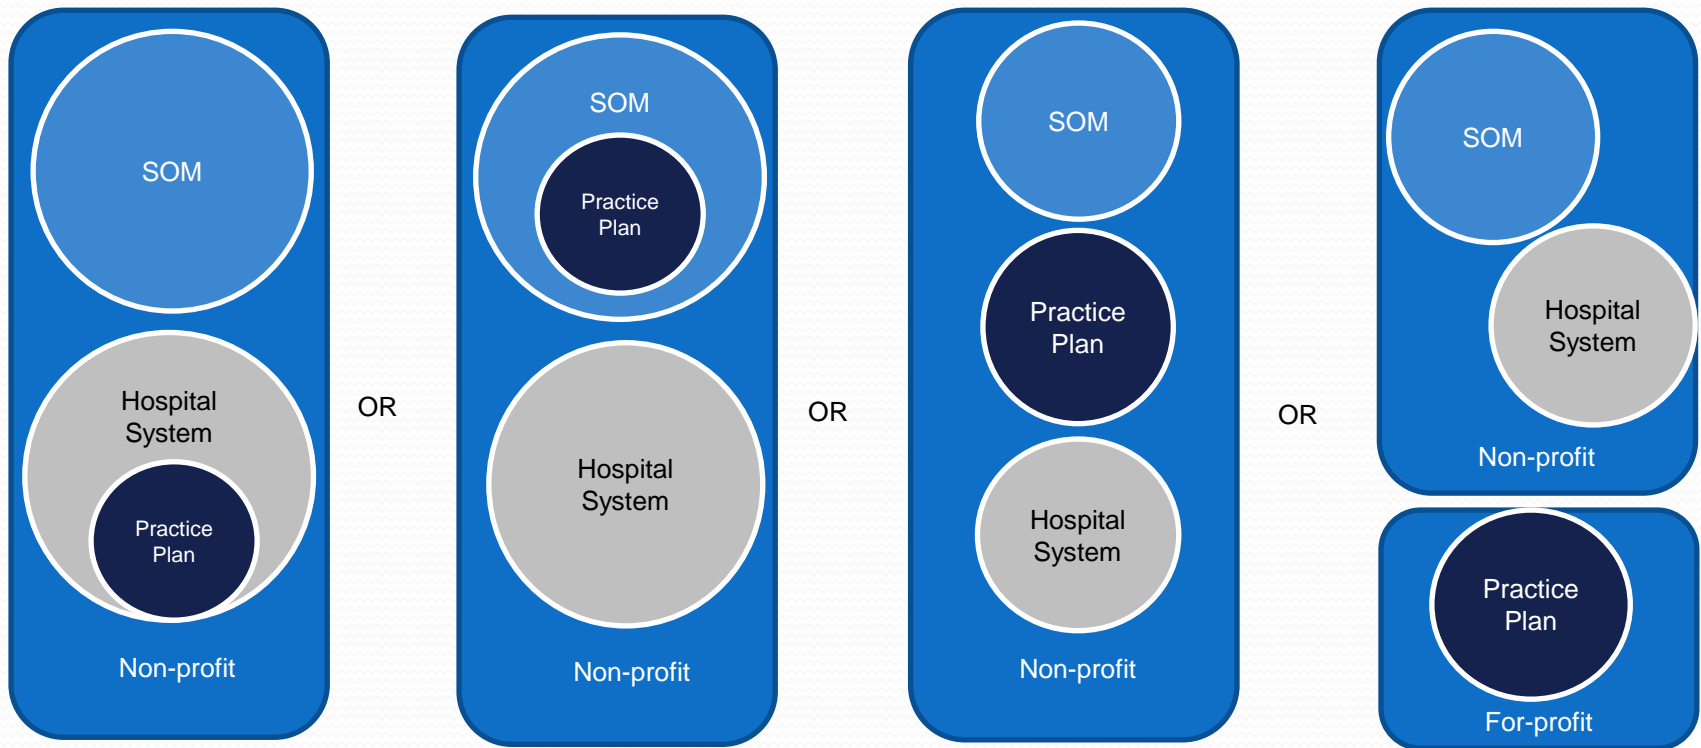 SOM
Hospital
System
Practice
Plan
Non-profit
OR
SOM
Practice
Plan
Hospital
System
Non-profit
OR
SOM
Practice
Plan
Hospital
System
Non-profit
OR
SOM
Hospital
System
Non-profit
Practice
Plan
For-profit